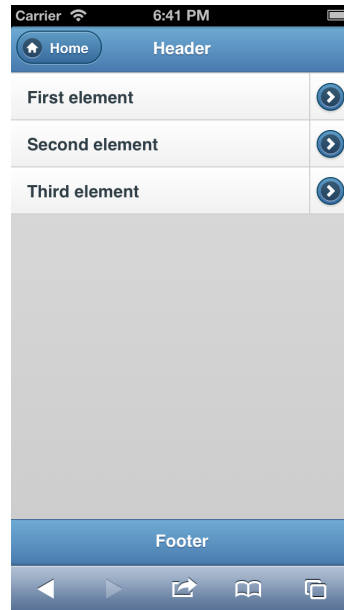 Carrier 6:41 PM
Home Header
First element
Second element
Third element
Footer